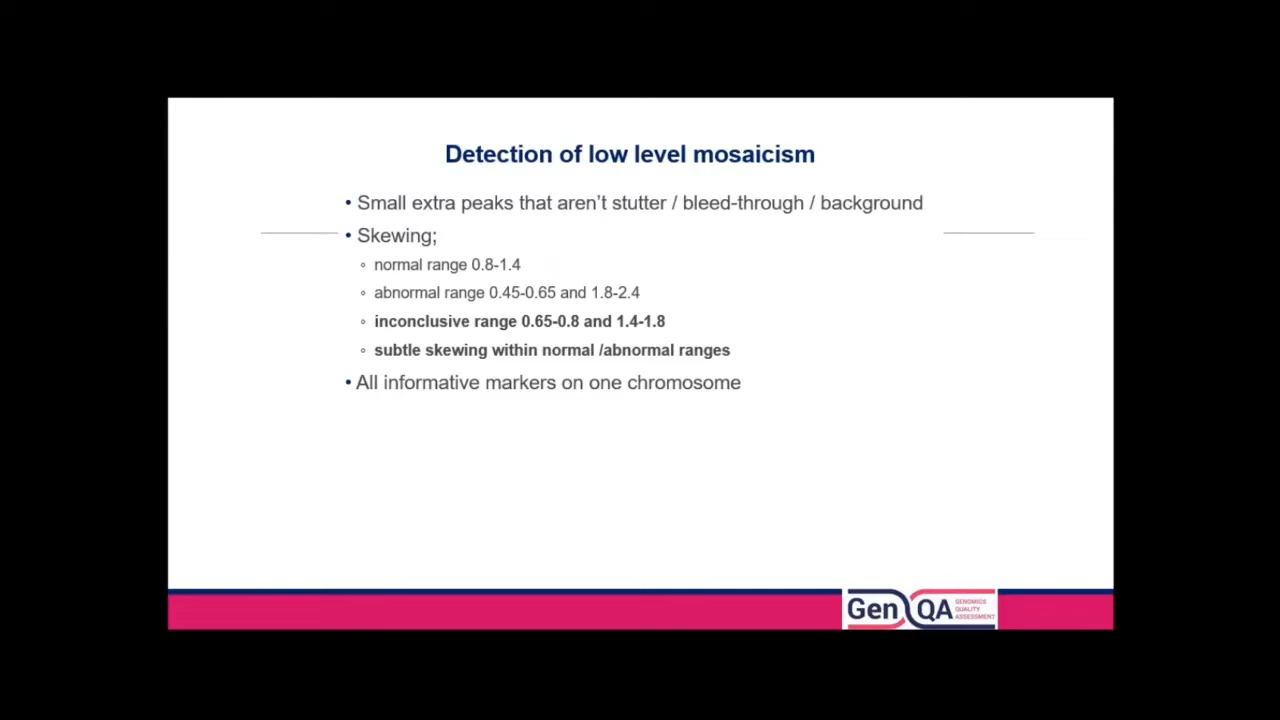 Detection of low level mosaicism
• Small extra peaks that aren’t stutter / bleed-through / background
• Skewing;
◦ normal range 0.8-1.4
◦ abnormal range 0.45-0.65 and 1.8-2.4
◦ inconclusive range 0.65-0.8 and 1.4-1.8
◦ subtle skewing within normal /abnormal ranges
• All informative markers on one chromosome
Gen QA
GENOMICS
QUALITY
ASSESSMENT